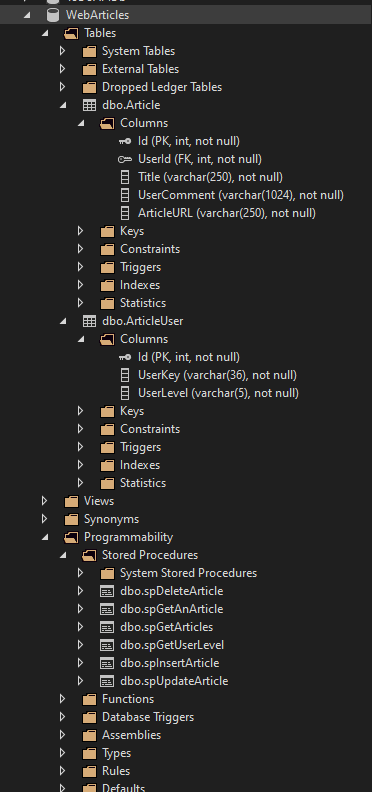 WebArticles
Tables
System Tables
External Tables
Dropped Ledger Tables
dbo.Article
Columns
Id (PK, int, not null)
UserId (FK, int, not null)
Title (varchar(250), not null)
UserComment (varchar(1024), not null)
ArticleURL (varchar(250), not null)
Keys
Constraints
Triggers
Indexes
Statistics
dbo.ArticleUser
Columns
Id (PK, int, not null)
UserKey (varchar(36), not null)
UserLevel (varchar(5), not null)
Keys
Constraints
Triggers
Indexes
Statistics
Views
Synonyms
Programmability
Stored Procedures
System Stored Procedures
dbo.spDeleteArticle
dbo.spGetAnArticle
dbo.spGetArticles
dbo.spGetUserLevel
dbo.spInsertArticle
dbo.spUpdateArticle
Functions
Database Triggers
Assemblies
Types
Rules
Defaults